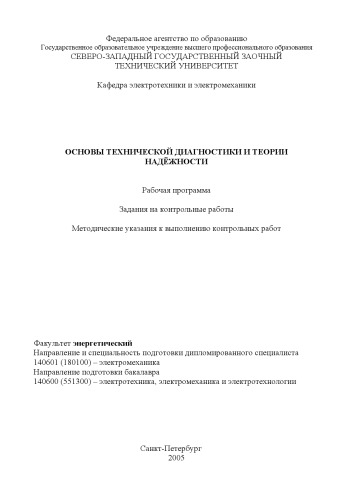 Федеральное агентство по образованию
Государственное образовательное учреждение высшего профессионального образования
СЕВЕРО-ЗАПАДНЫЙ ГОСУДАРСТВЕННЫЙ ЗАОЧНЫЙ
ТЕХНИЧЕСКИЙ УНИВЕРСИТЕТ
Кафедра электротехники и электромеханики
ОСНОВЫ ТЕХНИЧЕСКОЙ ДИАГНОСТИКИ И ТЕОРИИ
НАДЁЖНОСТИ
Рабочая программа
Задания на контрольные работы
Методические указания к выполнению контрольных работ
Факультет энергетический
Направление и специальность подготовки дипломированного специалиста
140601 (180100) – электромеханика
Направление подготовки бакалавра
140600 (551300) – электротехника, электромеханика и электротехнологии
Санкт-Петербург
2005